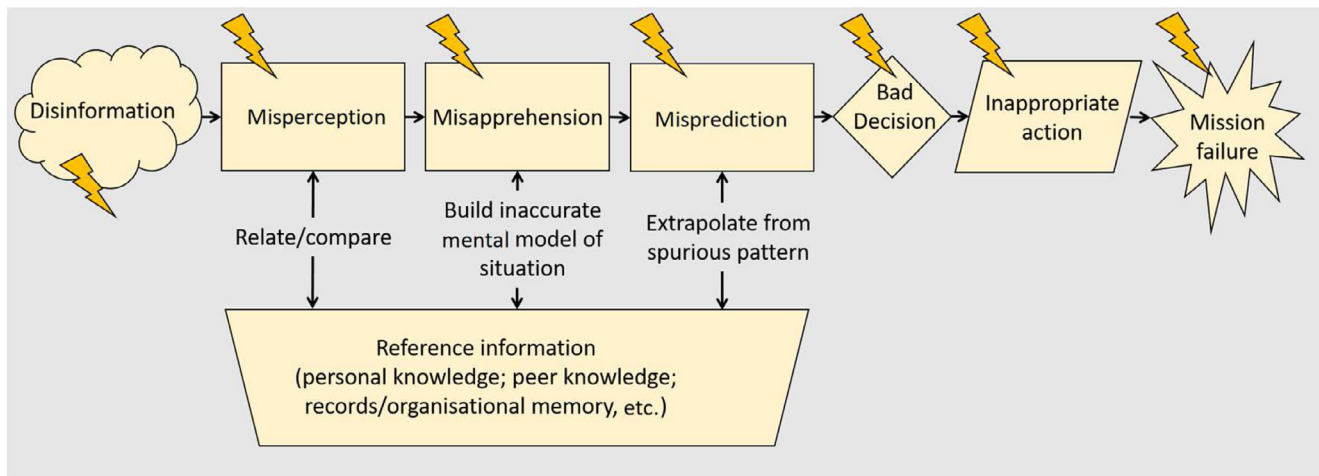 Disinformation
Misperception
Misapprehension
Misprediction
Bad
Decision
Inappropriate
action
Mission
failure
Relate/compare
Build inaccurate
mental model of
situation
Extrapolate from
spurious pattern
Reference information
(personal knowledge; peer knowledge;
records/organisational memory, etc.)